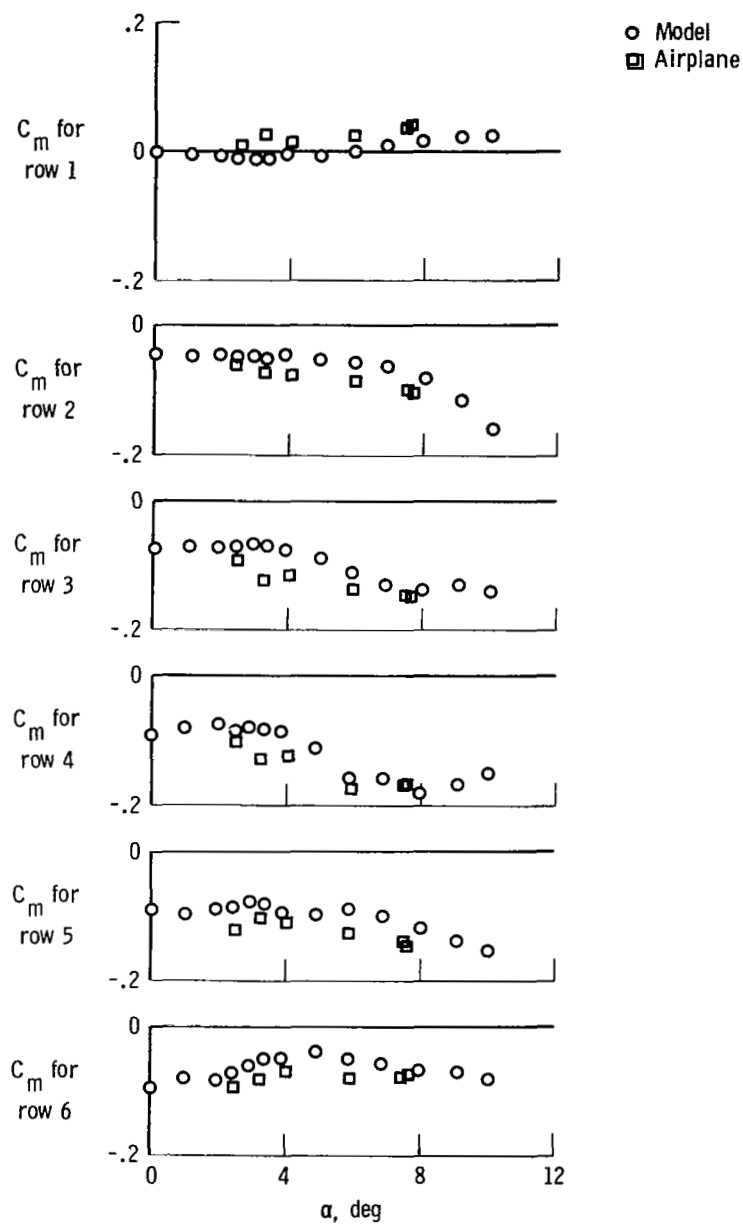 .2
Model
Airplane
C_m for
row 1
0
-.2
0
C_m for
row 2
-.2
0
C_m for
row 3
-.2
0
C_m for
row 4
-.2
0
C_m for
row 5
-.2
0
C_m for
row 6
-.2
0 4 8 12
α, deg